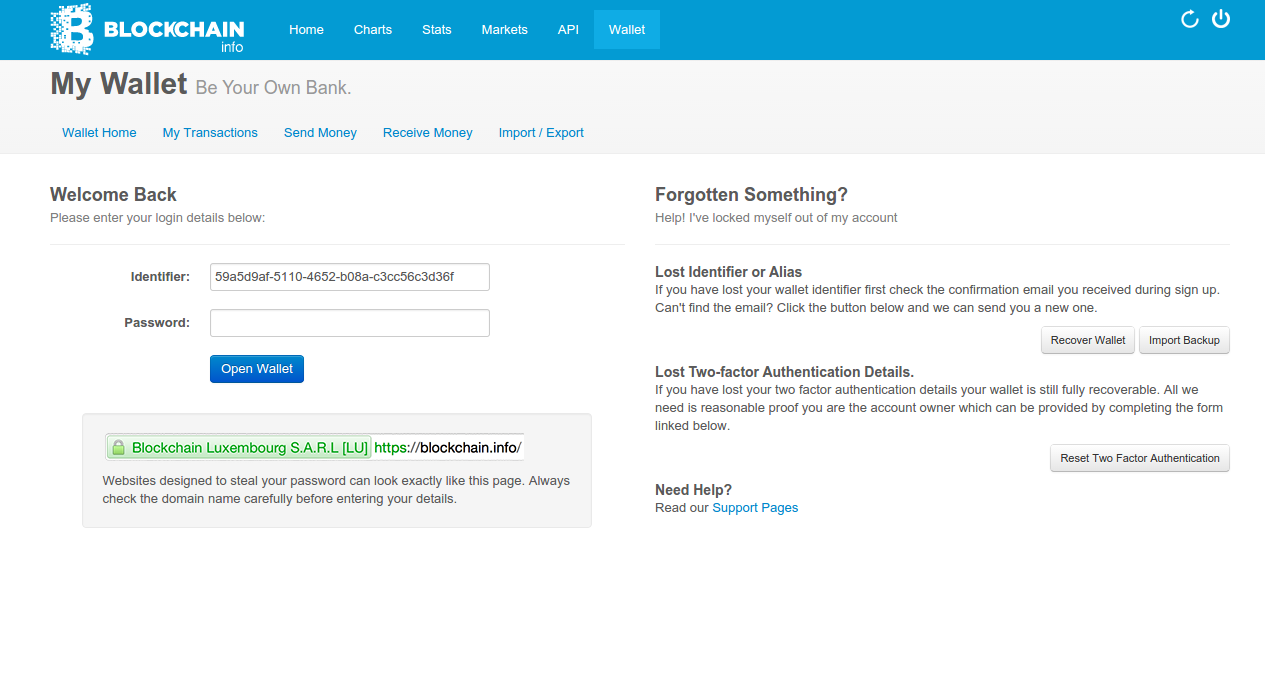 BLOCKCHAIN
info
Home Charts Stats Markets API Wallet
My Wallet Be Your Own Bank.
Wallet Home My Transactions Send Money Receive Money Import / Export
Welcome Back
Please enter your login details below:
Identifier: 59a5d9af-5110-4652-b08a-c3cc56c3d36f
Password:
Open Wallet
Blockchain Luxembourg S.A.R.L [LU] https://blockchain.info/
Websites designed to steal your password can look exactly like this page. Always
check the domain name carefully before entering your details.
Forgotten Something?
Help! I've locked myself out of my account
Lost Identifier or Alias
If you have lost your wallet identifier first check the confirmation email you received during sign up.
Can't find the email? Click the button below and we can send you a new one.
Recover Wallet Import Backup
Lost Two-factor Authentication Details.
If you have lost your two factor authentication details your wallet is still fully recoverable. All we
need is reasonable proof you are the account owner which can be provided by completing the form
linked below.
Reset Two Factor Authentication
Need Help?
Read our Support Pages